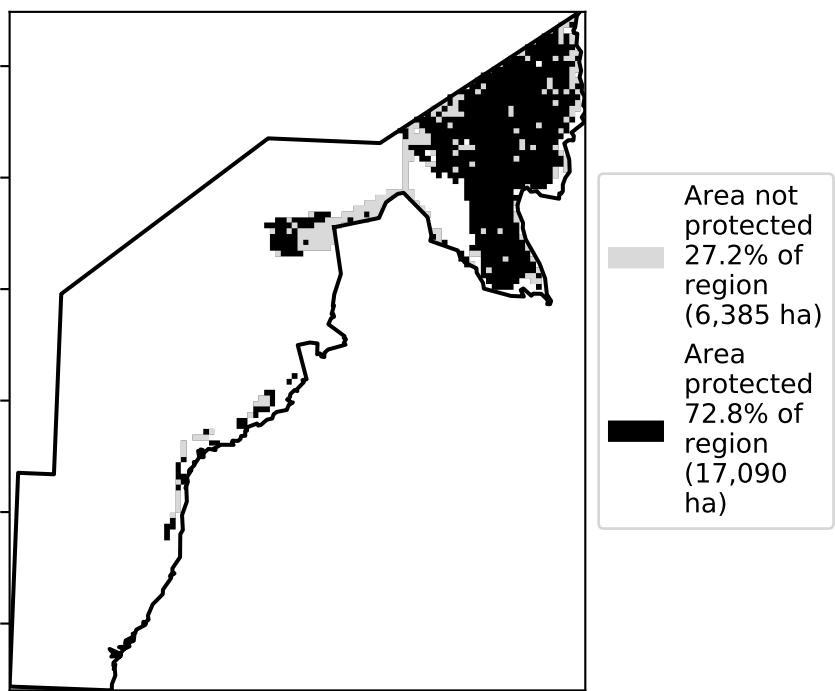 Area not
protected
27.2% of
region
(6,385 ha)
Area
protected
72.8% of
region
(17,090
ha)